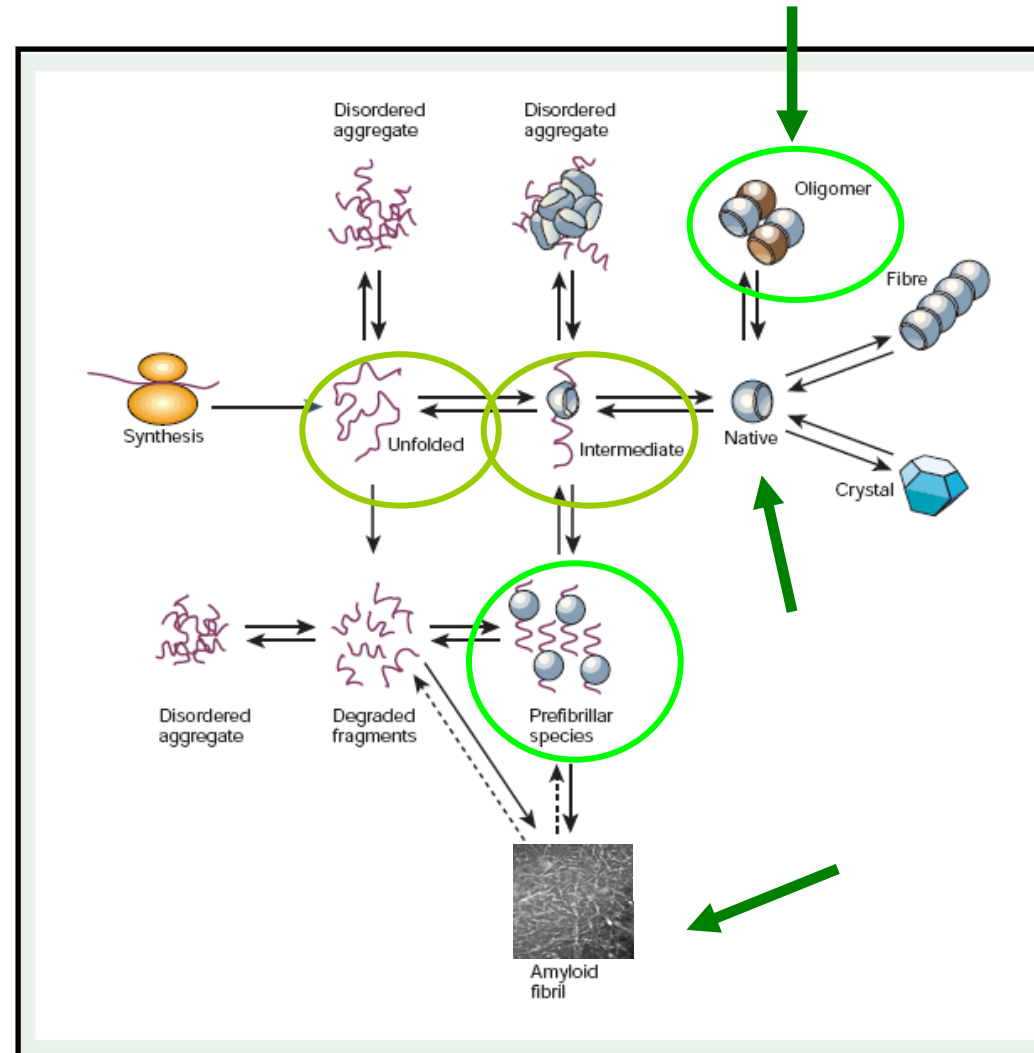 Disordered
aggregate
Disordered
aggregate
Oligomer
Fibre
Synthesis
Unfolded
Intermediate
Native
Crystal
Disordered
aggregate
Degraded
fragments
Prefibrillar
species
Amyloid
fibril